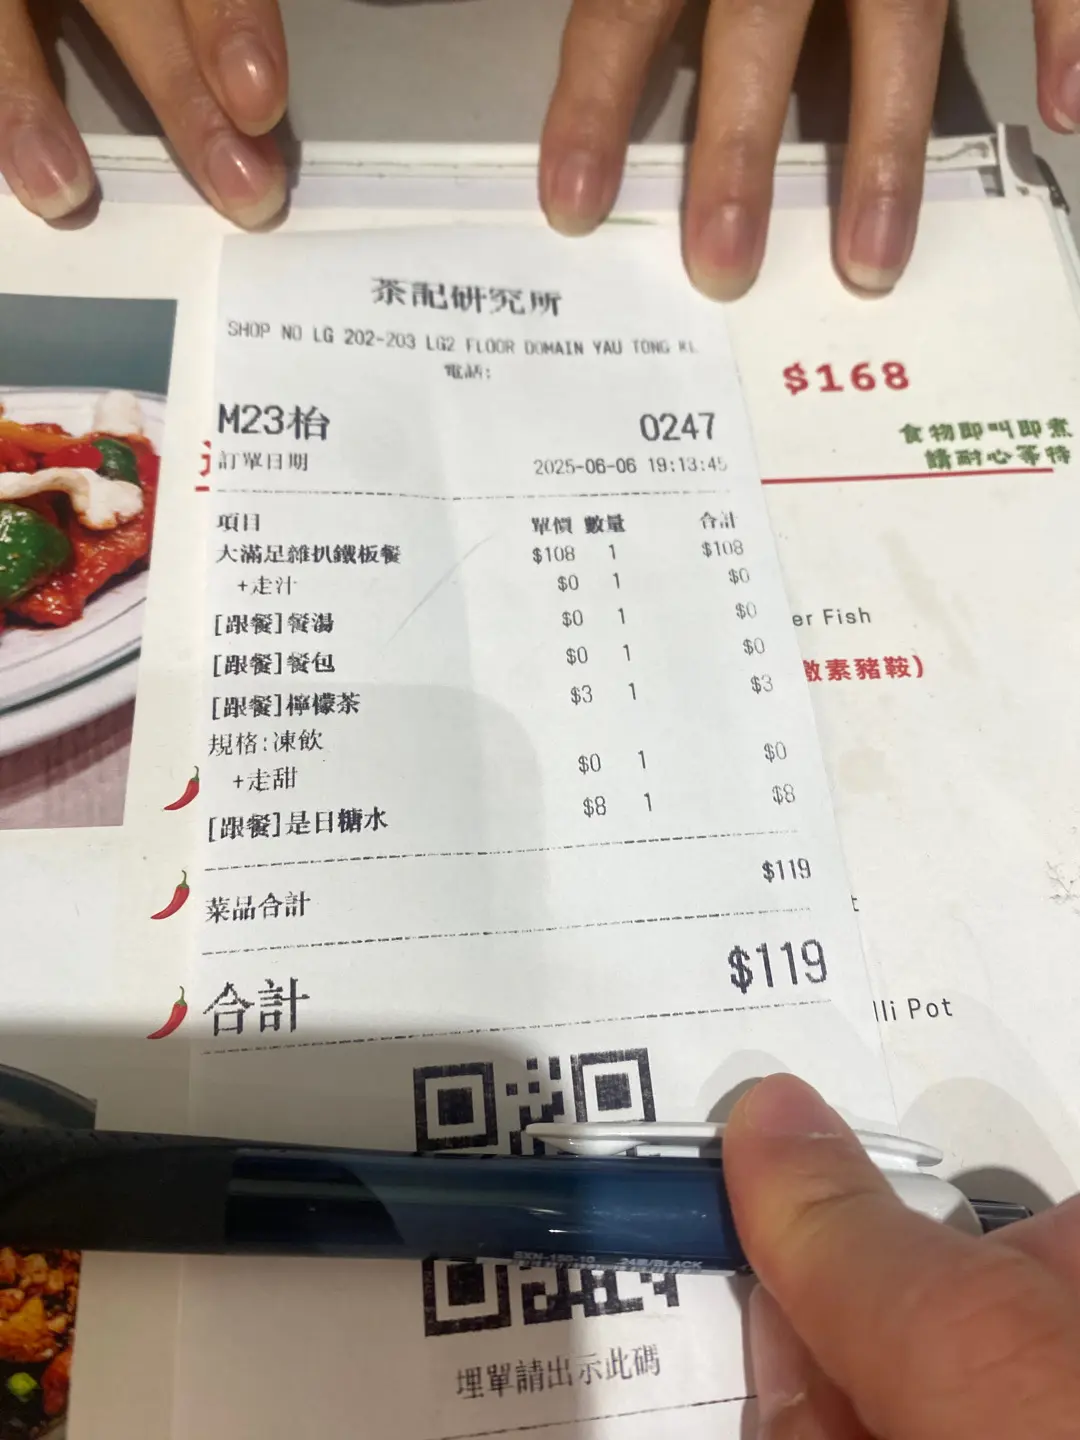 茶記研究所
SHOP NO LG 202-203 LG2 FLOOR DOMAIN YAU TONG KL
電話:
M23枱 0247
訂單日期 2025-06-06 19:13:45
項目 單價 數量 合計
大滿足雜扒鐵板餐 $108 1 $108
+走汁 $0 1 $0
[跟餐]餐湯 $0 1 $0
[跟餐]餐包 $0 1 $0
[跟餐]檸檬茶 $3 1 $3
規格:凍飲
+走甜 $0 1 $0
[跟餐]是日糖水 $8 1 $8
菜品合計 $119
合計 $119
埋單請出示此碼
$168
食物即叫即煮
請耐心等待
er Fish
激素豬鞍)
t
lli Pot
SXN-150-10 24B/BLACK